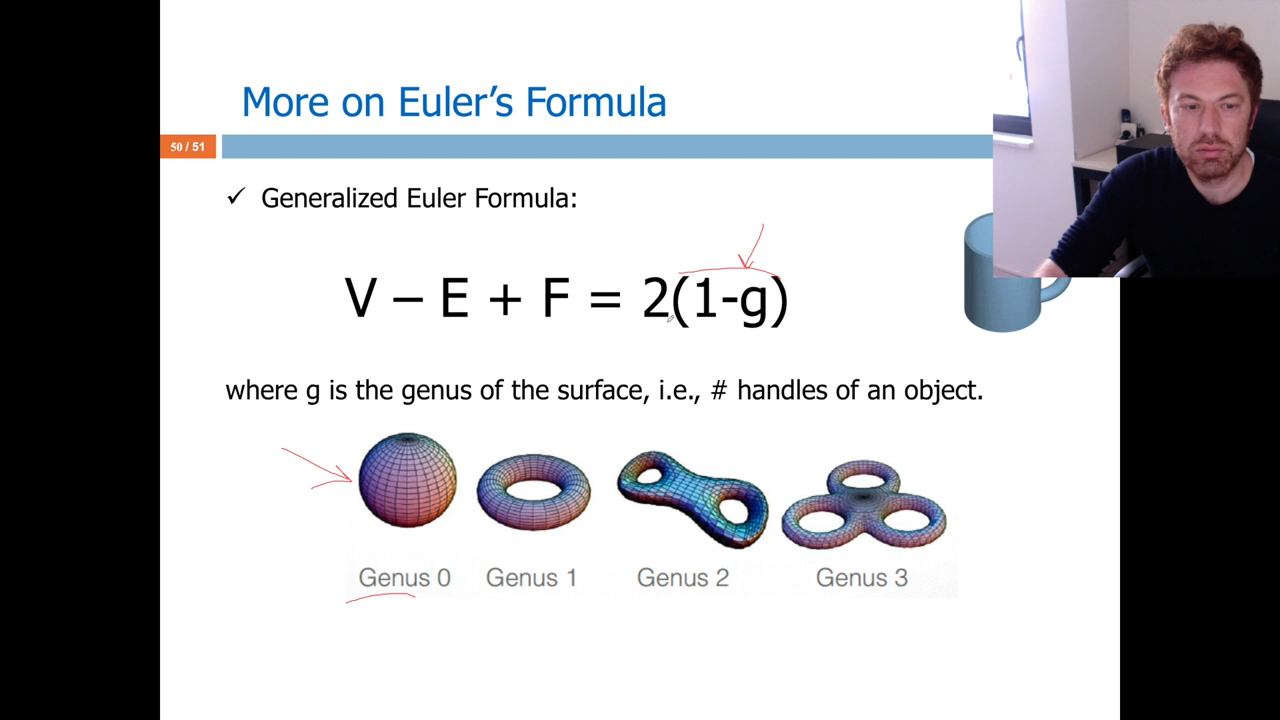 More on Euler's Formula
50 / 51
✓ Generalized Euler Formula:
V – E + F = 2(1-g)
where g is the genus of the surface, i.e., # handles of an object.
Genus 0 Genus 1 Genus 2 Genus 3